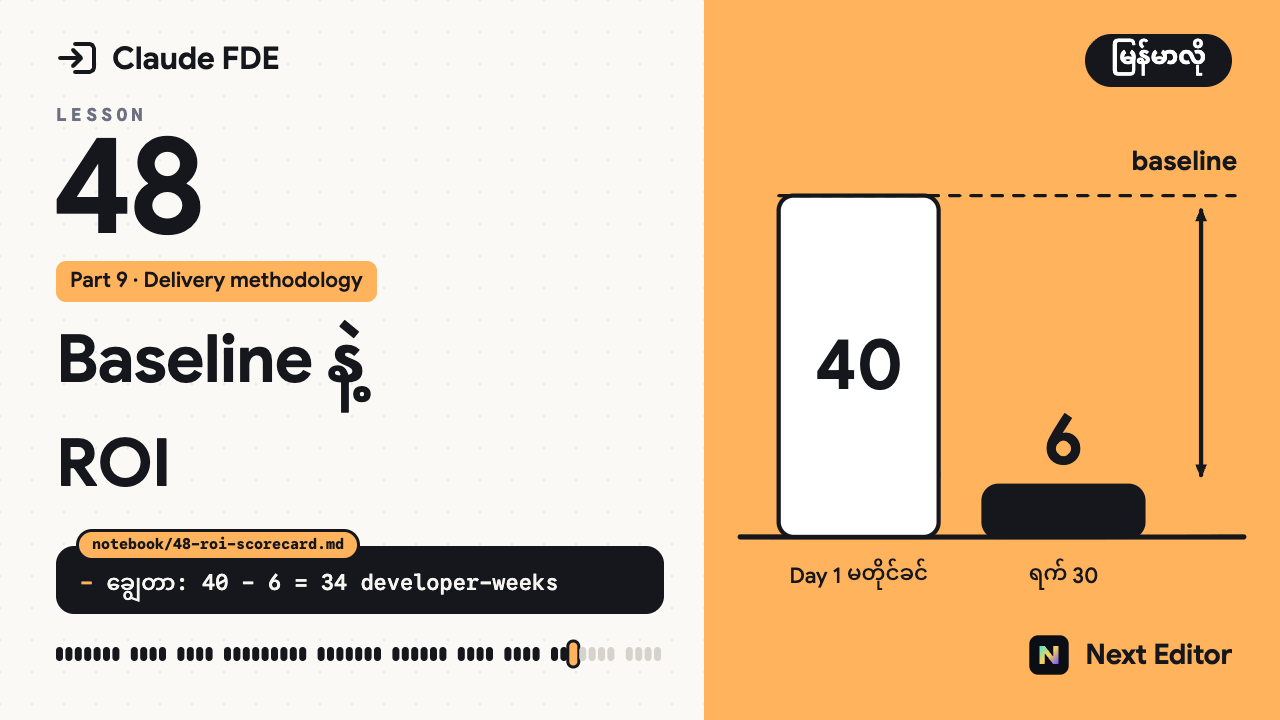 Claude FDE
LESSON
48
Part 9 · Delivery methodology
Baseline နဲ့
ROI
notebook/48-roi-scorecard.md
– ချွေတာ: 40 – 6 = 34 developer-weeks
မြန်မာလို
baseline
40
6
Day 1 မတိုင်ခင်
ရက် 30
Next Editor